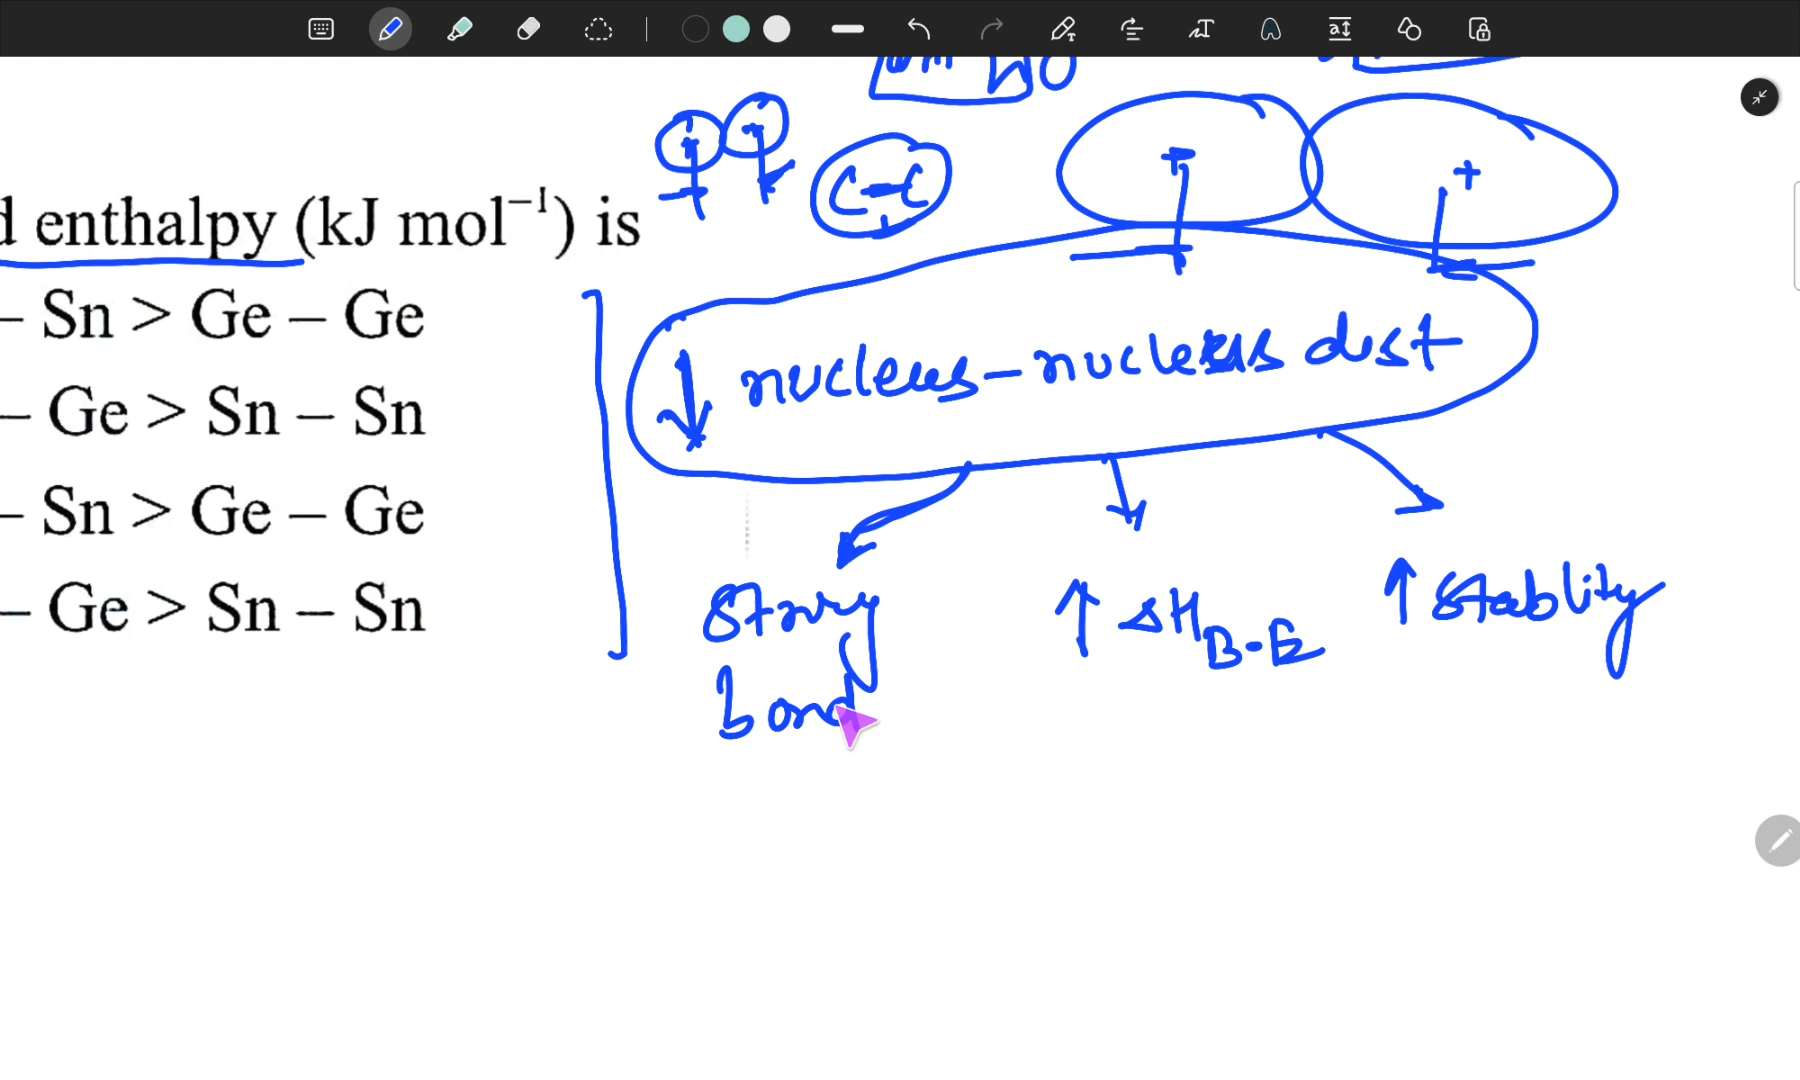 d enthalpy (kJ mol⁻¹) is
– Sn > Ge – Ge
– Ge > Sn – Sn
– Sn > Ge – Ge
– Ge > Sn – Sn
C–C
+ +
↓ nucleus–nucleus dist
Strong
bond
↑ ΔH B-E
↑ Stablity